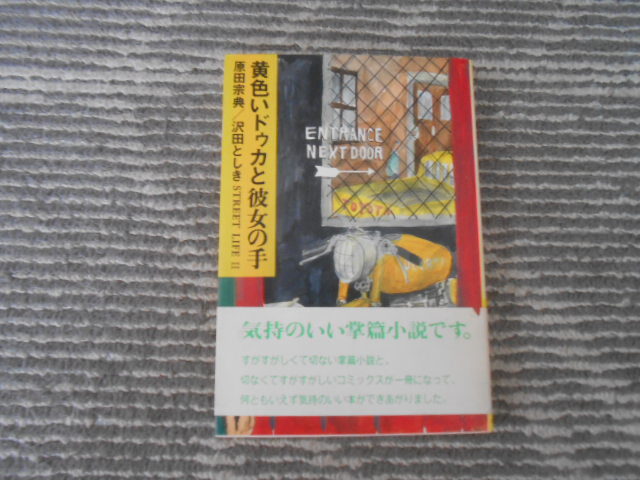 黄色いドゥカと彼女の手
原田宗典／沢田としき STREET LIFE II
ENTRANCE
NEXT DOOR
TOYOTA
気持のいい掌篇小説です。
すがすがしくて切ない掌篇小説と、
切なくてすがすがしいコミックスが一冊になって、
何ともいえず気持のいい本ができあがりました。